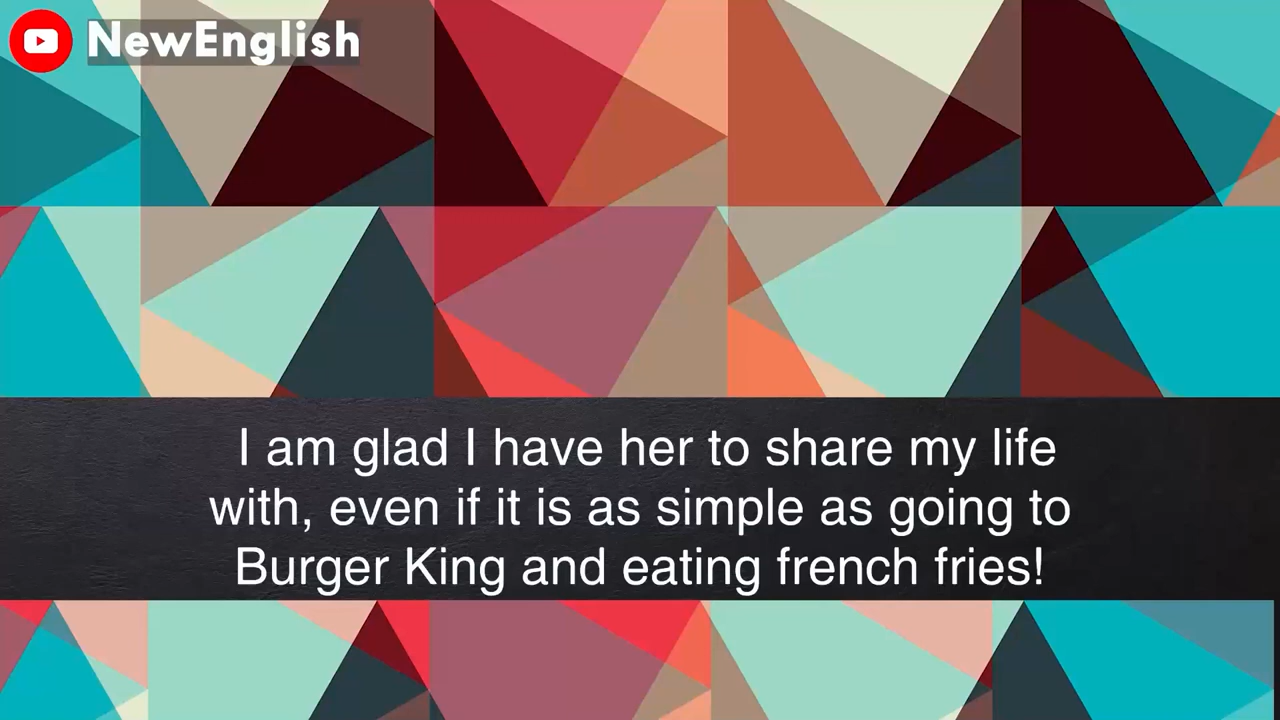 NewEnglish
I am glad I have her to share my life
with, even if it is as simple as going to
Burger King and eating french fries!